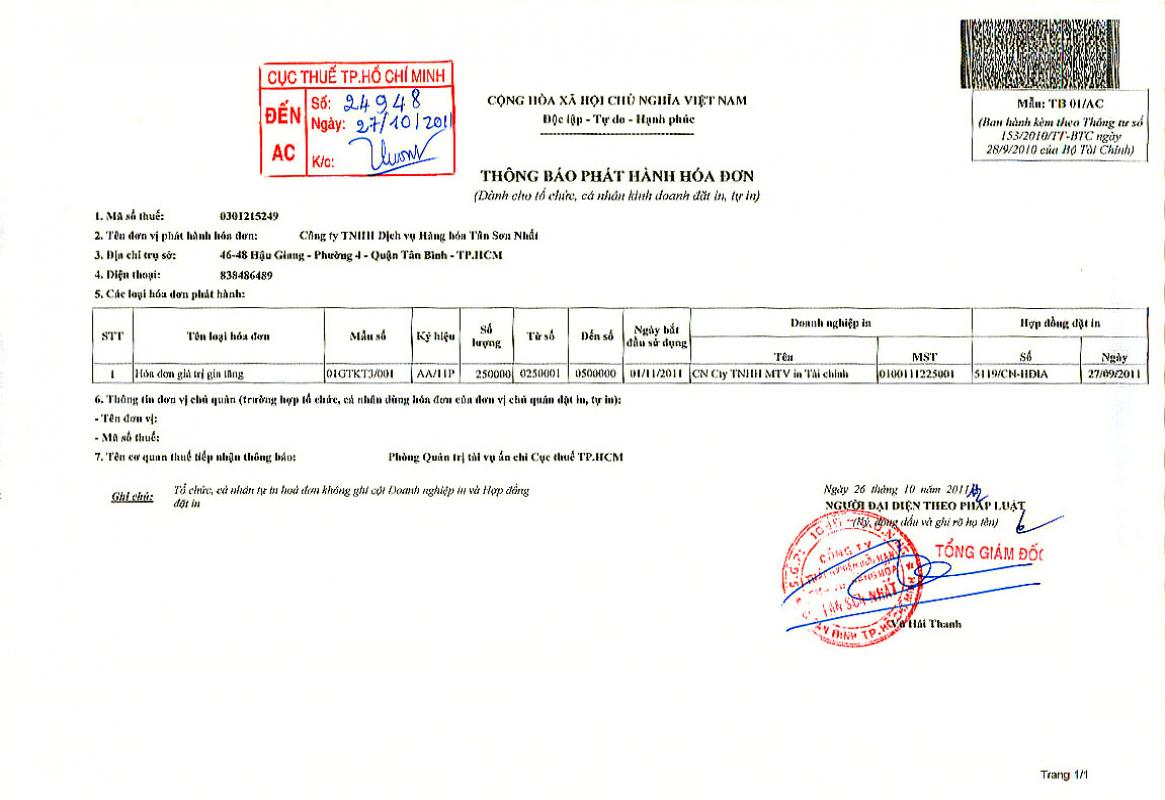 CỤC THUẾ TP.HỒ CHÍ MINH
ĐẾN
AC
Số: 24948
Ngày: 27/10/2011
K/c:
CỘNG HÒA XÃ HỘI CHỦ NGHĨA VIỆT NAM
Độc lập - Tự do - Hạnh phúc
Mẫu: TB 01/AC
(Ban hành kèm theo Thông tư số
153/2010/TT-BTC ngày
28/9/2010 của Bộ Tài Chính)
THÔNG BÁO PHÁT HÀNH HÓA ĐƠN
(Dành cho tổ chức, cá nhân kinh doanh đặt in, tự in)
1. Mã số thuế: 0301215249
2. Tên đơn vị phát hành hóa đơn: Công ty TNHH Dịch vụ Hàng hóa Tân Sơn Nhất
3. Địa chỉ trụ sở: 46-48 Hậu Giang - Phường 4 - Quận Tân Bình - TP.HCM
4. Điện thoại: 838486489
5. Các loại hóa đơn phát hành:
STT Tên loại hóa đơn Mẫu số Ký hiệu Số lượng Từ số Đến số Ngày bắt đầu sử dụng Doanh nghiệp in Hợp đồng đặt in
Tên MST Số Ngày
1 Hóa đơn giá trị gia tăng 01GTKT3/001 AA/11P 250000 0250001 0500000 01/11/2011 CN Cty TNHH MTV in Tài chính 0100111225001 5119/CN-HĐIA 27/09/2011
6. Thông tin đơn vị chủ quản (trường hợp tổ chức, cá nhân dùng hóa đơn của đơn vị chủ quản đặt in, tự in):
- Tên đơn vị:
- Mã số thuế:
7. Tên cơ quan thuế tiếp nhận thông báo: Phòng Quản trị tài vụ ấn chỉ Cục thuế TP.HCM
Ghi chú: Tổ chức, cá nhân tự in hoá đơn không ghi cột Doanh nghiệp in và Hợp đồng
đặt in
Ngày 26 tháng 10 năm 2011
NGƯỜI ĐẠI DIỆN THEO PHÁP LUẬT
(Ký, đóng dấu và ghi rõ họ tên)
TỔNG GIÁM ĐỐC
CÔNG TY
TÂN SƠN NHẤT
Vũ Hải Thanh
Trang 1/1